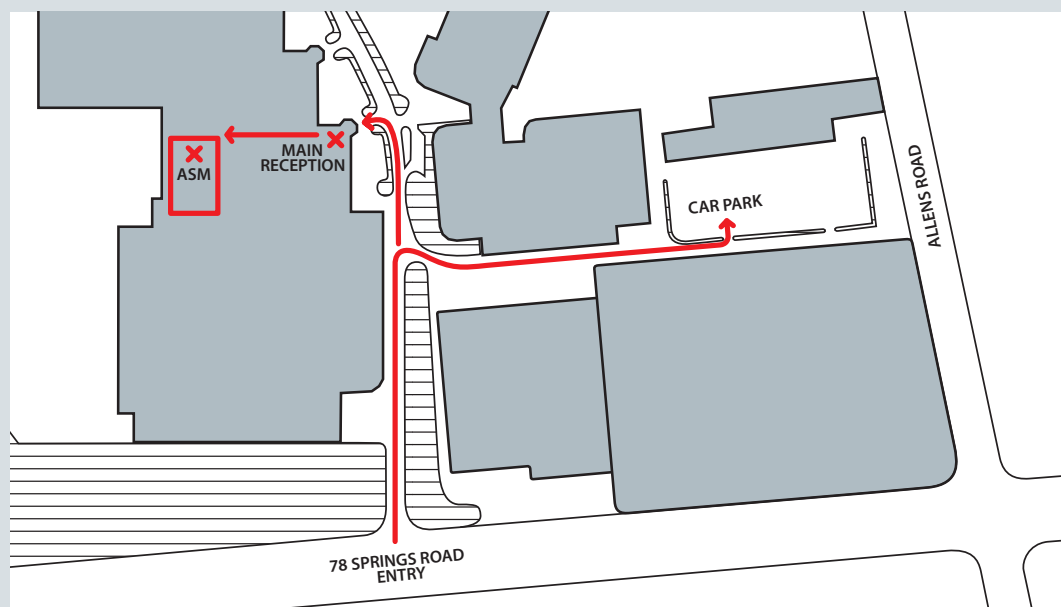 MAIN
RECEPTION
ASM
CAR PARK
ALLENS ROAD
78 SPRINGS ROAD
ENTRY